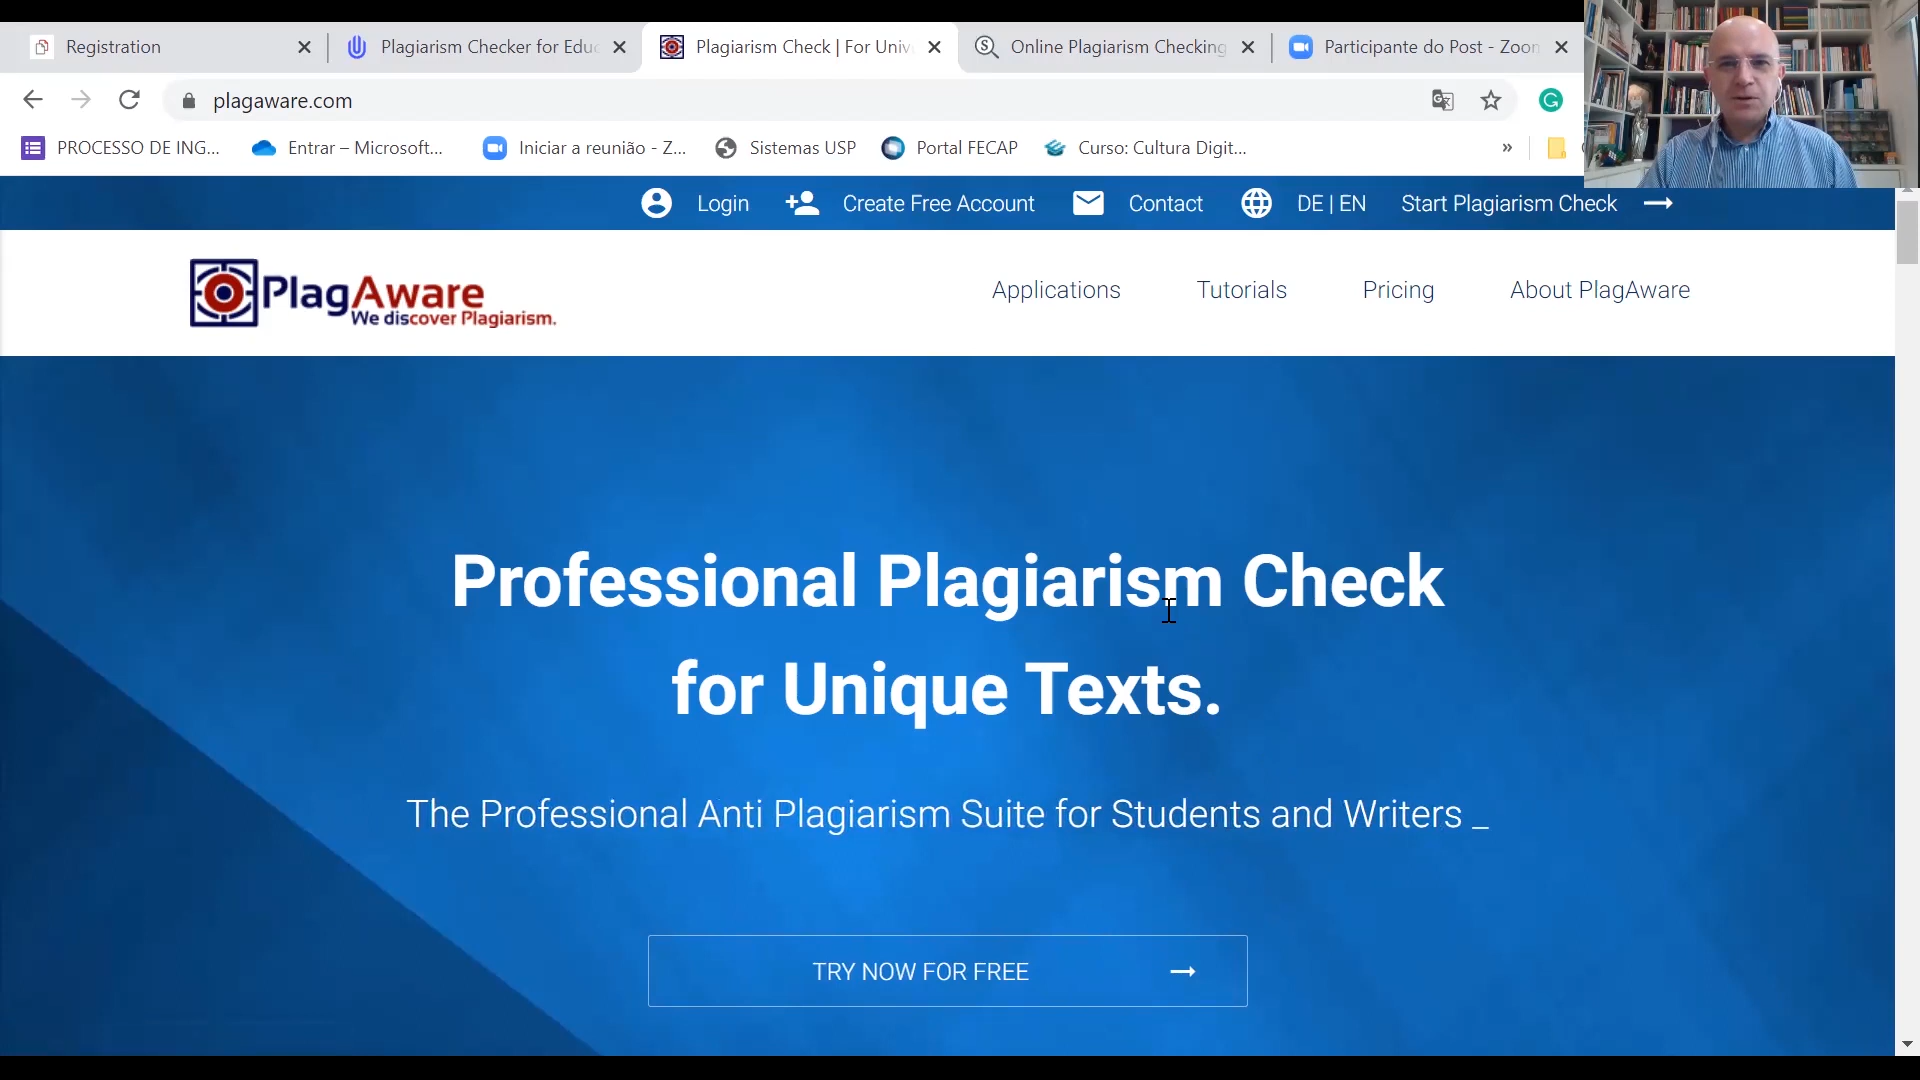 Registration
Plagiarism Checker for Educ
Plagiarism Check | For Unive
Online Plagiarism Checking
Participante do Post - Zoom
plagaware.com
PROCESSO DE ING...
Entrar – Microsoft...
Iniciar a reunião - Z...
Sistemas USP
Portal FECAP
Curso: Cultura Digit...
»
Login
Create Free Account
Contact
DE | EN
Start Plagiarism Check
PlagAware
We discover Plagiarism.
Applications
Tutorials
Pricing
About PlagAware
Professional Plagiarism Check
for Unique Texts.
The Professional Anti Plagiarism Suite for Students and Writers _
TRY NOW FOR FREE